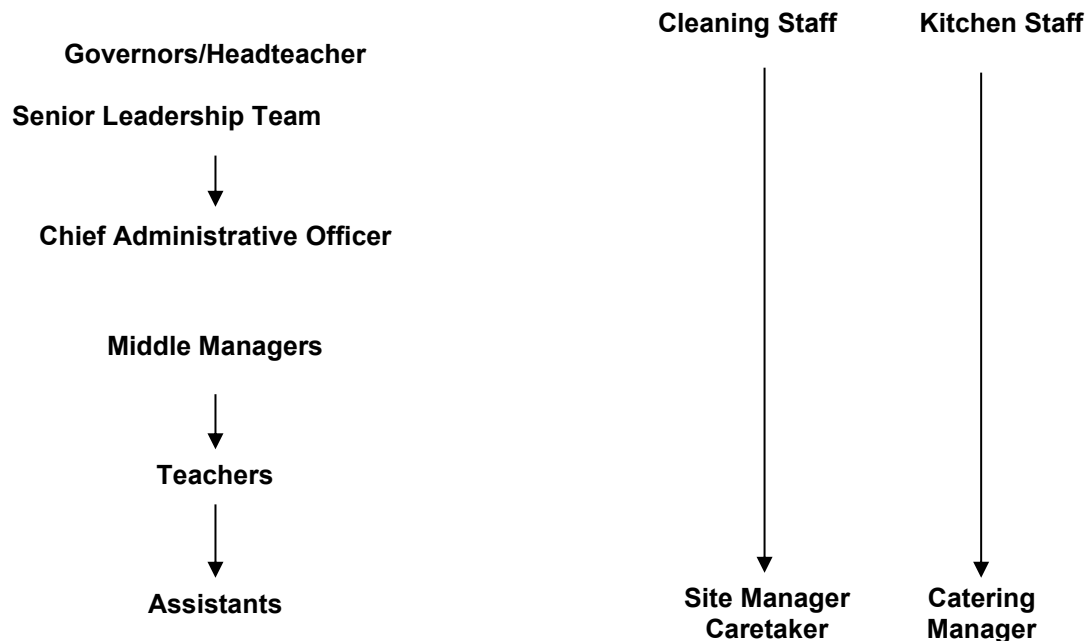 Cleaning Staff
Kitchen Staff
Governors/Headteacher
Senior Leadership Team
Chief Administrative Officer
Middle Managers
Teachers
Assistants
Site Manager
Caretaker
Catering
Manager